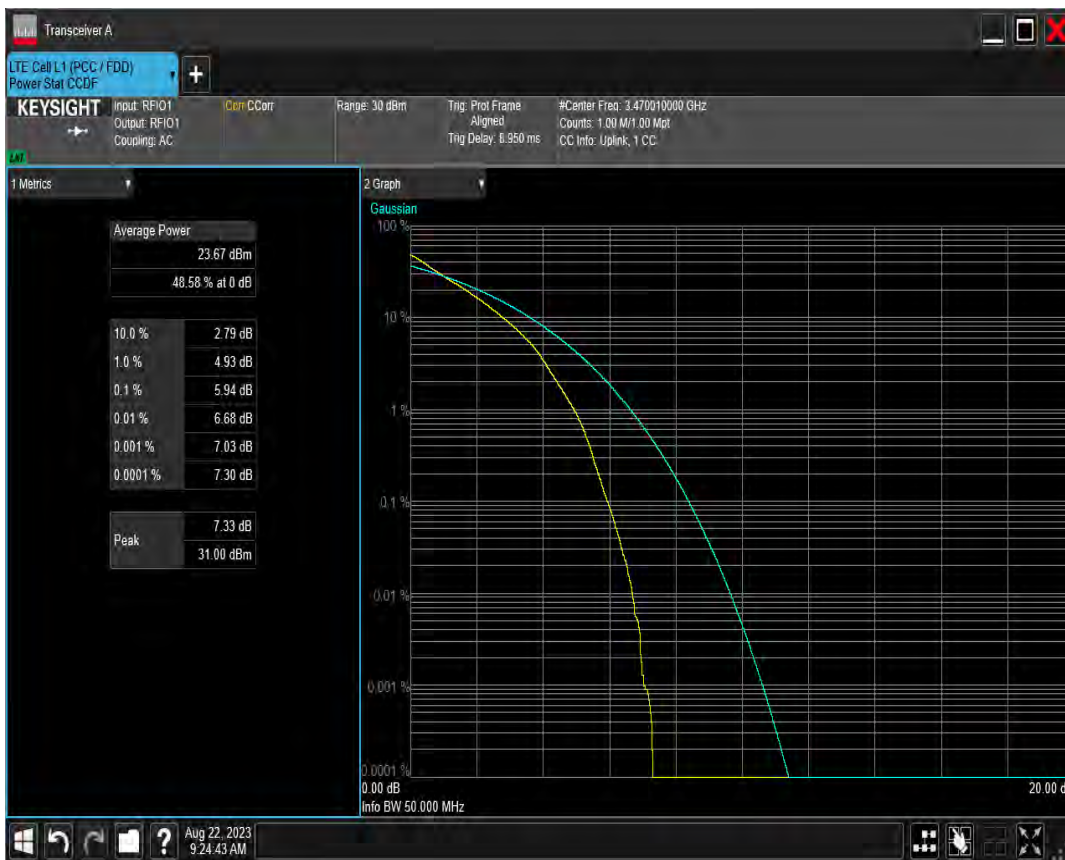 Transceiver A
LTE Cell L1 (PCC / FDD)
Power Stat CCDF
+
KEYSIGHT
Input: RFIO1
Output: RFIO1
Coupling: AC
Corr CCorr
Range: 30 dBm
Trig: Prot Frame
Aligned
Trig Delay: 8.950 ms
#Center Freq: 3.470010000 GHz
Counts: 1.00 M/1.00 Mpt
CC Info: Uplink, 1 CC
1 Metrics
Average Power
23.67 dBm
48.58 % at 0 dB
10.0 % 2.79 dB
1.0 % 4.93 dB
0.1 % 5.94 dB
0.01 % 6.68 dB
0.001 % 7.03 dB
0.0001 % 7.30 dB
Peak
7.33 dB
31.00 dBm
2 Graph
Gaussian
100 %
10 %
1 %
0.1 %
0.01 %
0.001 %
0.0001 %
0.00 dB
20.00 d
Info BW 50.000 MHz
?
Aug 22, 2023
9:24:43 AM